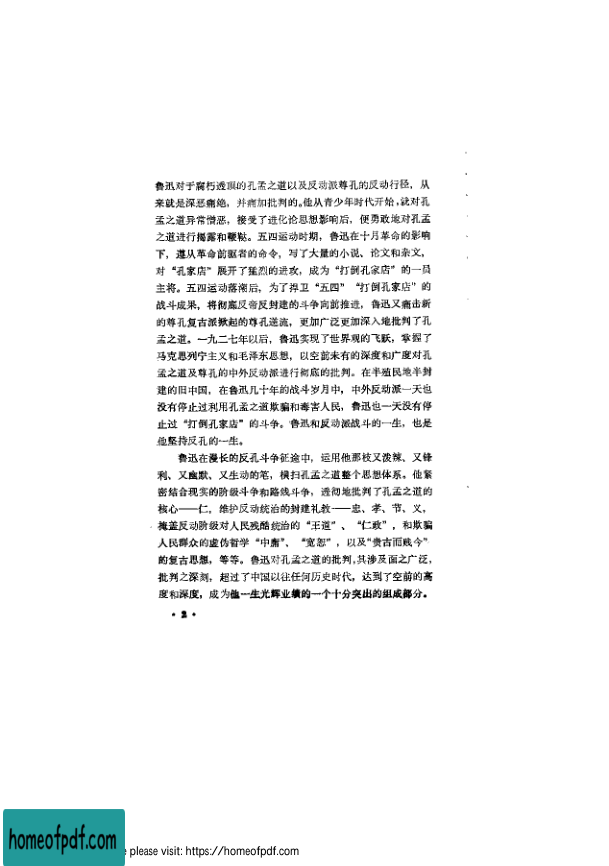 鲁迅对于腐朽透顶的孔孟之道以及反动派尊孔的反动行径，从
来就是深恶痛绝，并痛加批判的。他从青少年时代开始，就对孔
孟之道异常憎恶，接受了进化论思想影响后，便勇敢地对孔孟
之道进行揭露和鞭鞑。五四运动时期，鲁迅在十月革命的影响
下，遵从革命前驱者的命令，写了大量的小说、论文和杂文，
对“孔家店”展开了猛烈的进攻，成为“打倒孔家店”的一员
主将。五四运动落潮后，为了捍卫“五四”“打倒孔家店”的
战斗成果，将彻底反帝反封建的斗争向前推进，鲁迅又痛击新
的尊孔复古派掀起的尊孔逆流，更加广泛更加深入地批判了孔
孟之道。一九二七年以后，鲁迅实现了世界观的飞跃，掌握了
马克思列宁主义和毛泽东思想，以空前未有的深度和广度对孔
孟之道及尊孔的中外反动派进行彻底的批判。在半殖民地半封
建的旧中国，在鲁迅几十年的战斗岁月中，中外反动派一天也
没有停止过利用孔孟之道欺骗和毒害人民，鲁迅也一天没有停
止过“打倒孔家店”的斗争。鲁迅和反动派战斗的一生，也是
他坚持反孔的一生。
鲁迅在漫长的反孔斗争征途中，运用他那枝又泼辣、又锋
利、又幽默、又生动的笔，横扫孔孟之道整个思想体系。他紧
密结合现实的阶级斗争和路线斗争，透彻地批判了孔孟之道的
核心——仁，维护反动统治的封建礼教——忠、孝、节、义，
掩盖反动阶级对人民残酷统治的“王道”、“仁政”，和欺骗
人民群众的虚伪哲学“中庸”、“宽恕”，以及“贵古而贱今”
的复古思想，等等。鲁迅对孔孟之道的批判，其涉及面之广泛，
批判之深刻，超过了中国以往任何历史时代，达到了空前的高
度和深度，成为他一生光辉业绩的一个十分突出的组成部分。
• 2 •
homeofpdf.com
e please visit: https://homeofpdf.com